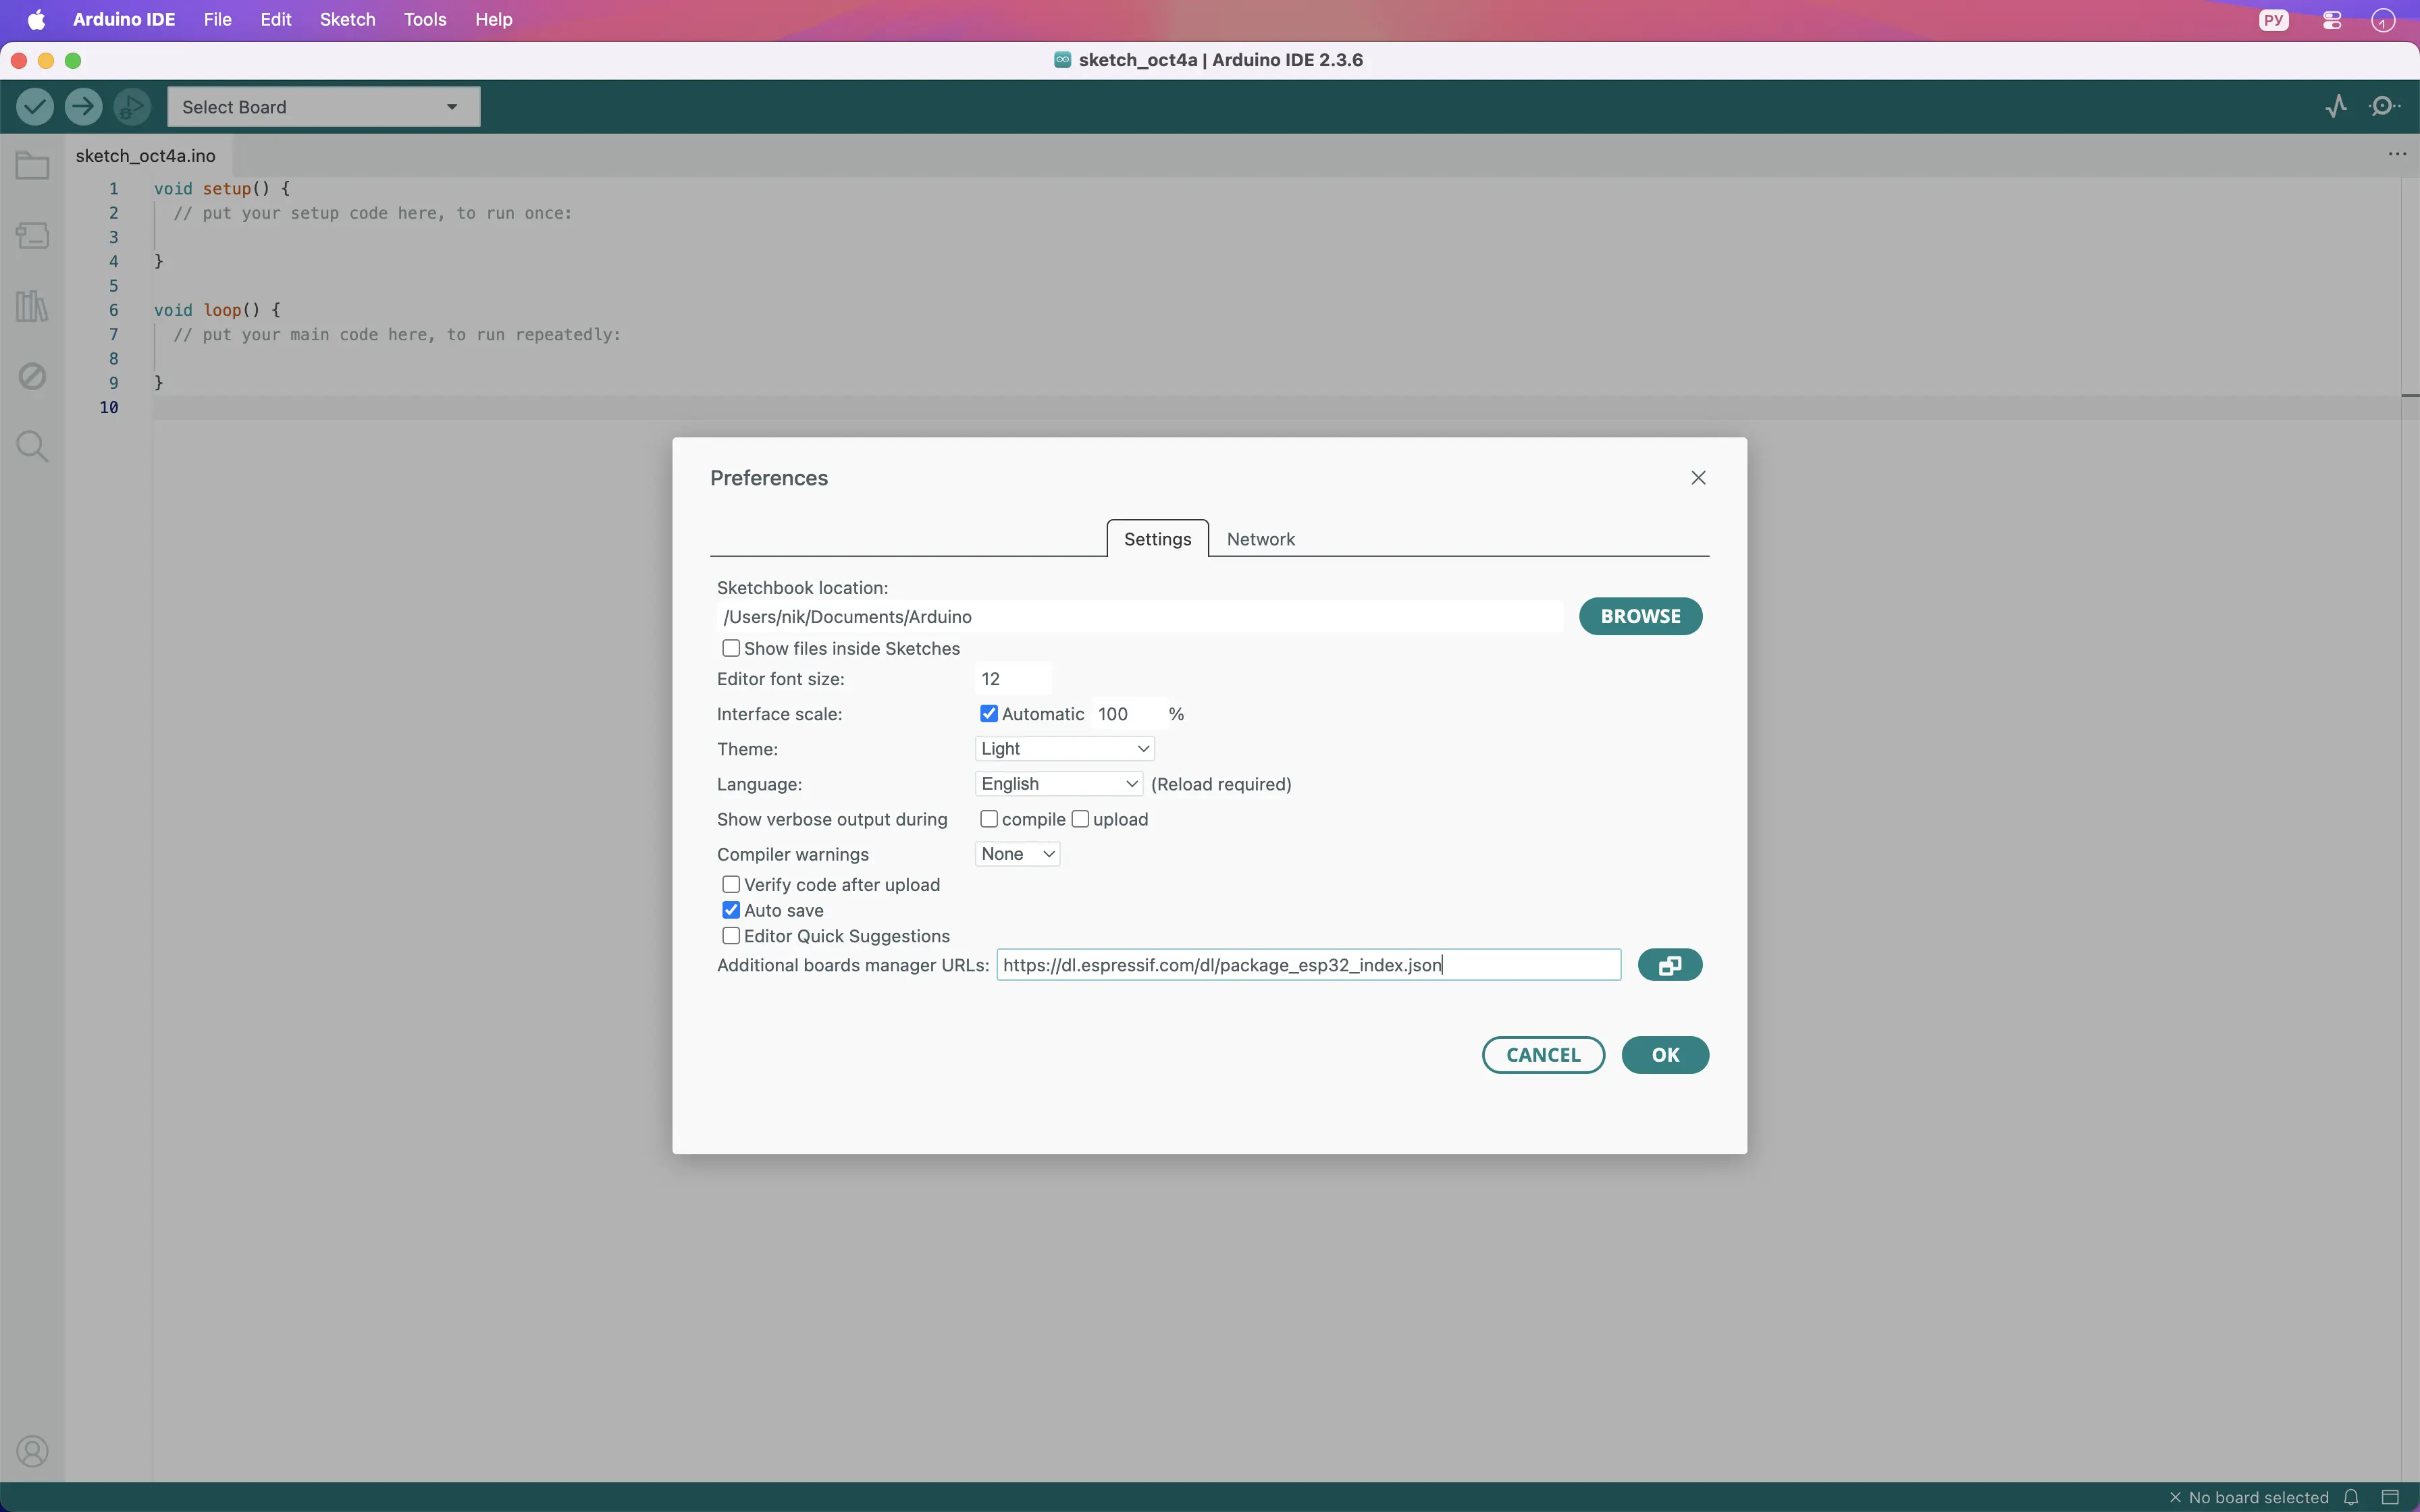 Arduino IDE File Edit Sketch Tools Help РУ
sketch_oct4a | Arduino IDE 2.3.6
Select Board
sketch_oct4a.ino
1 void setup() {
2 // put your setup code here, to run once:
3
4 }
5
6 void loop() {
7 // put your main code here, to run repeatedly:
8
9 }
10
Preferences
Settings Network
Sketchbook location:
/Users/nik/Documents/Arduino BROWSE
Show files inside Sketches
Editor font size: 12
Interface scale: Automatic 100 %
Theme: Light
Language: English (Reload required)
Show verbose output during compile upload
Compiler warnings None
Verify code after upload
Auto save
Editor Quick Suggestions
Additional boards manager URLs: https://dl.espressif.com/dl/package_esp32_index.json
CANCEL OK
No board selected